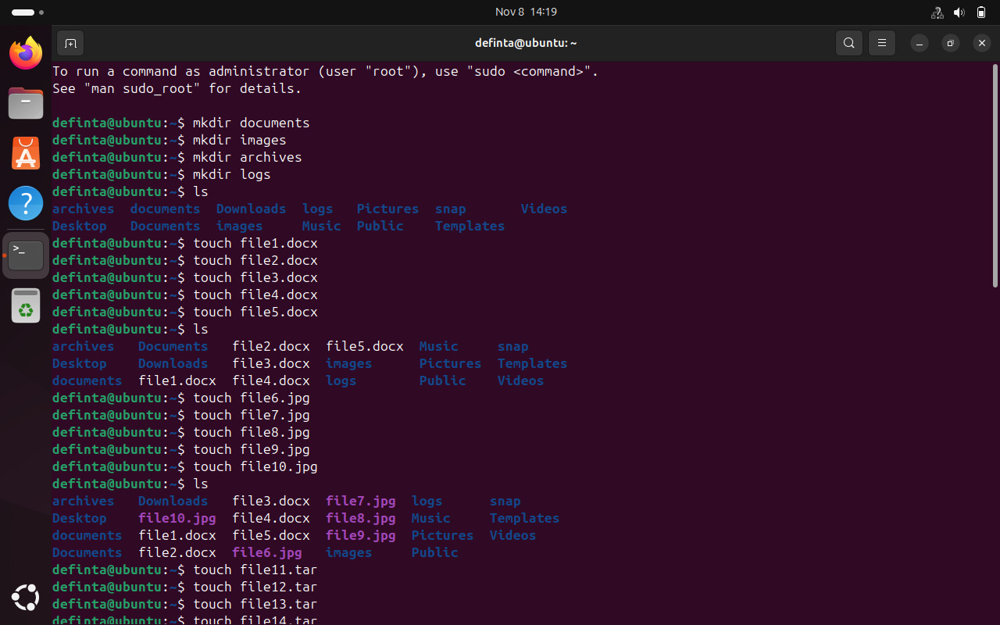 Nov 8 14:19
definta@ubuntu: ~
To run a command as administrator (user "root"), use "sudo <command>".
See "man sudo_root" for details.
definta@ubuntu:~$ mkdir documents
definta@ubuntu:~$ mkdir images
definta@ubuntu:~$ mkdir archives
definta@ubuntu:~$ mkdir logs
definta@ubuntu:~$ ls
archives documents Downloads logs Pictures snap Videos
Desktop Documents images Music Public Templates
definta@ubuntu:~$ touch file1.docx
definta@ubuntu:~$ touch file2.docx
definta@ubuntu:~$ touch file3.docx
definta@ubuntu:~$ touch file4.docx
definta@ubuntu:~$ touch file5.docx
definta@ubuntu:~$ ls
archives Documents file2.docx file5.docx Music snap
Desktop Downloads file3.docx images Pictures Templates
documents file1.docx file4.docx logs Public Videos
definta@ubuntu:~$ touch file6.jpg
definta@ubuntu:~$ touch file7.jpg
definta@ubuntu:~$ touch file8.jpg
definta@ubuntu:~$ touch file9.jpg
definta@ubuntu:~$ touch file10.jpg
definta@ubuntu:~$ ls
archives Downloads file3.docx file7.jpg logs snap
Desktop file10.jpg file4.docx file8.jpg Music Templates
documents file1.docx file5.docx file9.jpg Pictures Videos
Documents file2.docx file6.jpg images Public
definta@ubuntu:~$ touch file11.tar
definta@ubuntu:~$ touch file12.tar
definta@ubuntu:~$ touch file13.tar
definta@ubuntu:~$ touch file14.tar